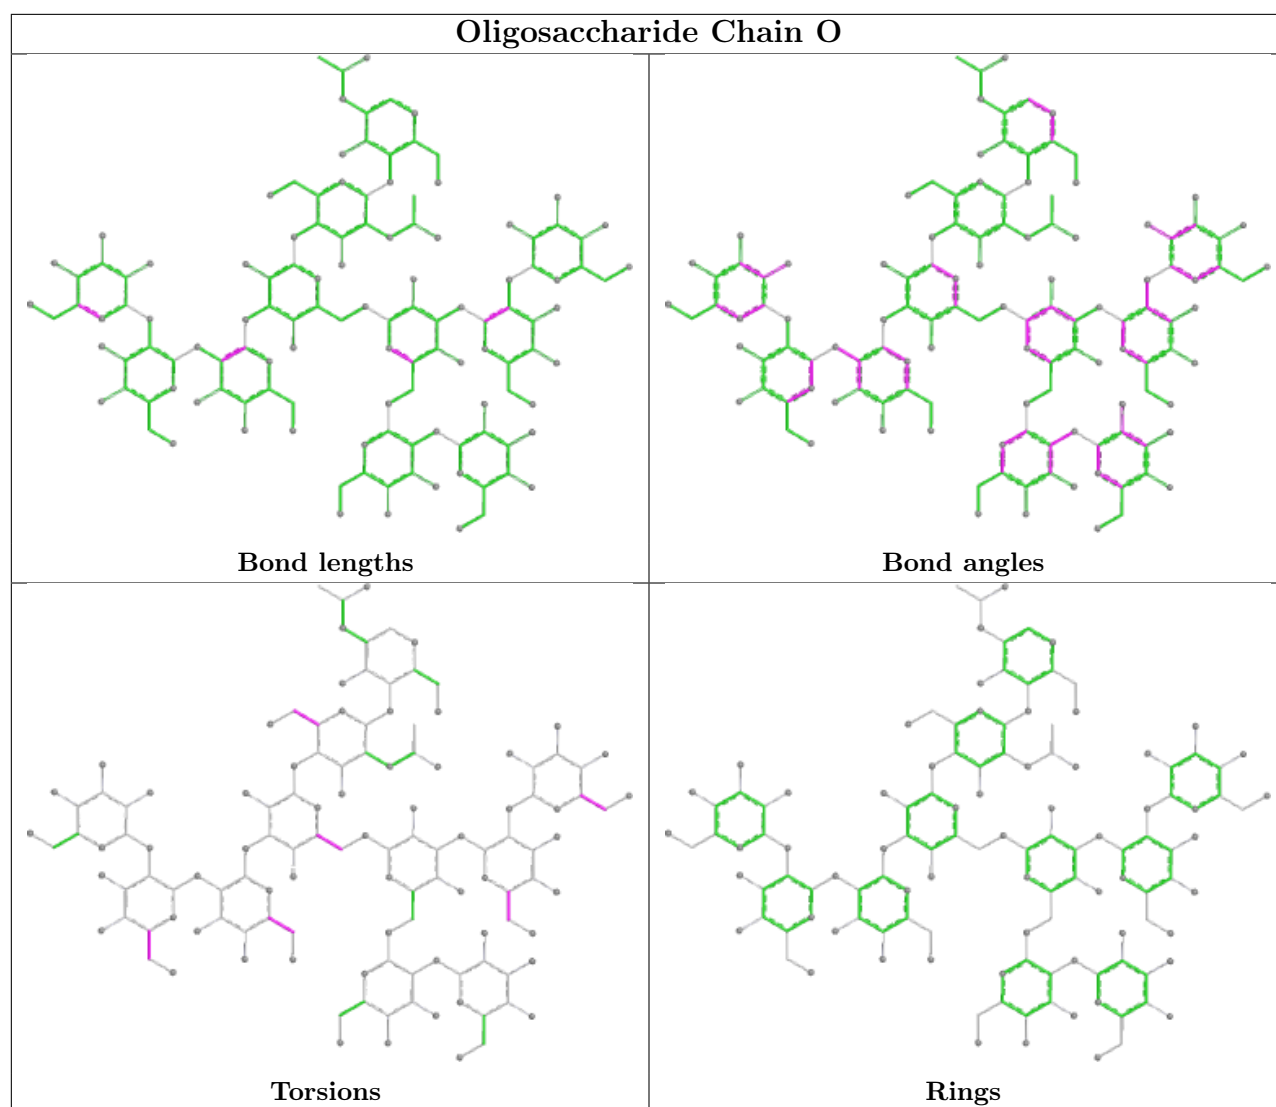 Oligosaccharide Chain O
Bond lengths
Bond angles
Torsions
Rings